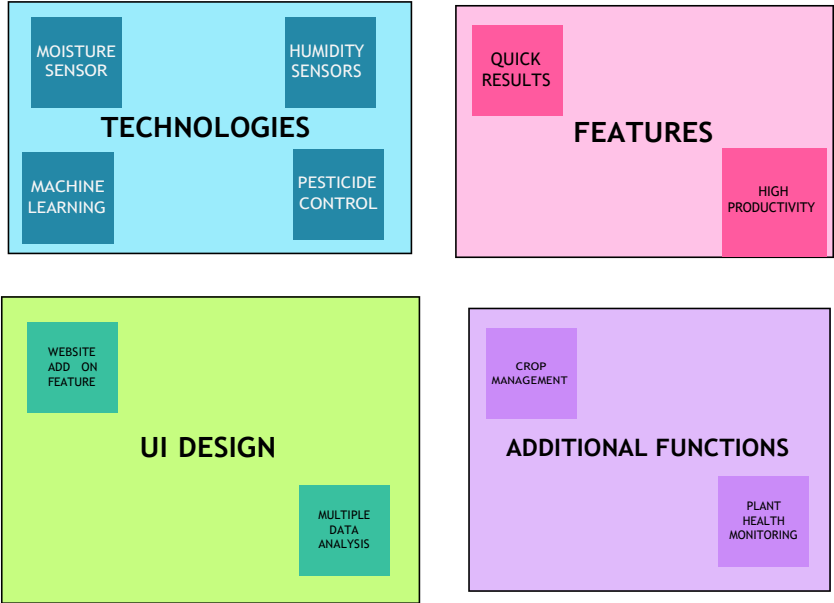 MOISTURE
SENSOR
HUMIDITY
SENSORS
TECHNOLOGIES
MACHINE
LEARNING
PESTICIDE
CONTROL
QUICK
RESULTS
FEATURES
HIGH
PRODUCTIVITY
WEBSITE
ADD ON
FEATURE
UI DESIGN
MULTIPLE
DATA
ANALYSIS
CROP
MANAGEMENT
ADDITIONAL FUNCTIONS
PLANT
HEALTH
MONITORING